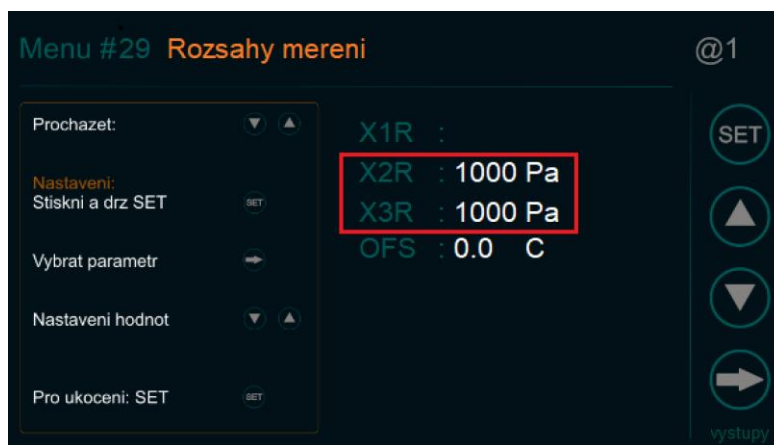 Menu #29 Rozsahy mereni @1
Prochazet:
Nastaveni:
Stiskni a drz SET SET
Vybrat parametr
Nastaveni hodnot
Pro ukoceni: SET SET
X1R :
X2R : 1000 Pa
X3R : 1000 Pa
OFS : 0.0 C
SET
vystupy